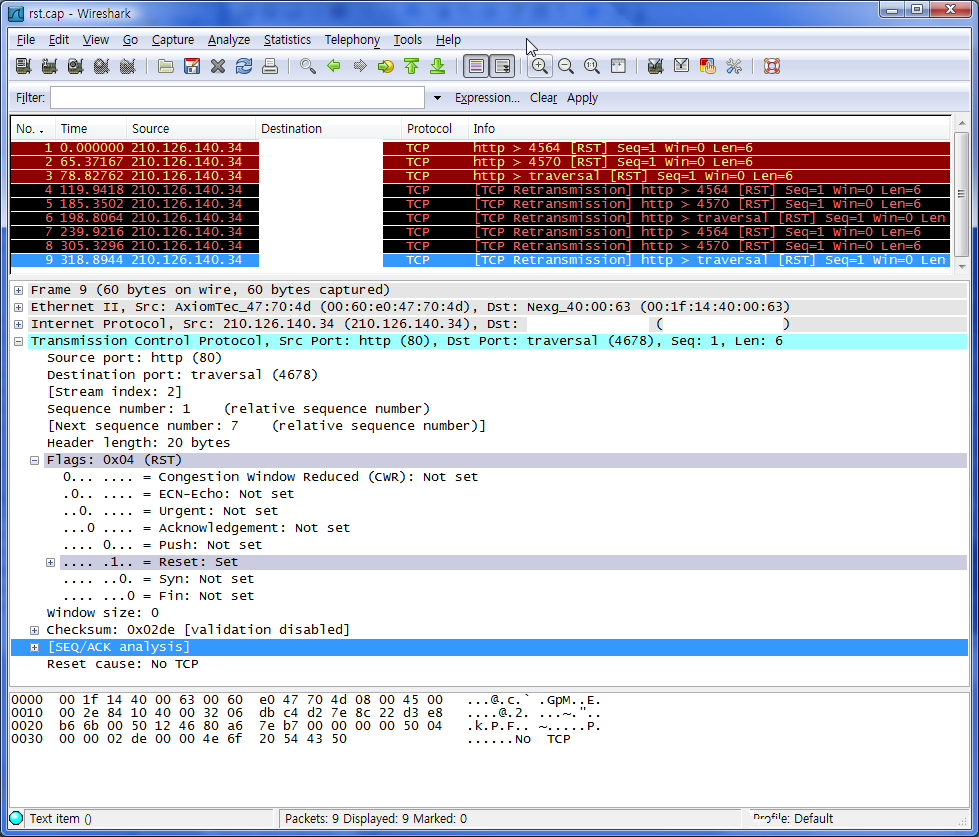 rst.cap - Wireshark
File Edit View Go Capture Analyze Statistics Telephony Tools Help
Filter: Expression... Clear Apply
No. . Time Source Destination Protocol Info
1 0.000000 210.126.140.34 TCP http > 4564 [RST] Seq=1 Win=0 Len=6
2 65.37167 210.126.140.34 TCP http > 4570 [RST] Seq=1 Win=0 Len=6
3 78.82762 210.126.140.34 TCP http > traversal [RST] Seq=1 Win=0 Len=6
4 119.9418 210.126.140.34 TCP [TCP Retransmission] http > 4564 [RST] Seq=1 Win=0 Len=6
5 185.3502 210.126.140.34 TCP [TCP Retransmission] http > 4570 [RST] Seq=1 Win=0 Len=6
6 198.8064 210.126.140.34 TCP [TCP Retransmission] http > traversal [RST] Seq=1 Win=0 Len
7 239.9216 210.126.140.34 TCP [TCP Retransmission] http > 4564 [RST] Seq=1 Win=0 Len=6
8 305.3296 210.126.140.34 TCP [TCP Retransmission] http > 4570 [RST] Seq=1 Win=0 Len=6
9 318.8944 210.126.140.34 TCP [TCP Retransmission] http > traversal [RST] Seq=1 Win=0 Len
Frame 9 (60 bytes on wire, 60 bytes captured)
Ethernet II, Src: AxiomTec_47:70:4d (00:60:e0:47:70:4d), Dst: Nexg_40:00:63 (00:1f:14:40:00:63)
Internet Protocol, Src: 210.126.140.34 (210.126.140.34), Dst: ( )
Transmission Control Protocol, Src Port: http (80), Dst Port: traversal (4678), Seq: 1, Len: 6
Source port: http (80)
Destination port: traversal (4678)
[Stream index: 2]
Sequence number: 1 (relative sequence number)
[Next sequence number: 7 (relative sequence number)]
Header length: 20 bytes
Flags: 0x04 (RST)
0... .... = Congestion Window Reduced (CWR): Not set
.0.. .... = ECN-Echo: Not set
..0. .... = Urgent: Not set
...0 .... = Acknowledgement: Not set
.... 0... = Push: Not set
.... .1.. = Reset: Set
.... ..0. = Syn: Not set
.... ...0 = Fin: Not set
Window size: 0
Checksum: 0x02de [validation disabled]
[SEQ/ACK analysis]
Reset cause: No TCP
0000 00 1f 14 40 00 63 00 60 e0 47 70 4d 08 00 45 00 ...@.c.` .GpM..E.
0010 00 2e 84 10 40 00 32 06 db c4 d2 7e 8c 22 d3 e8 ....@.2. ...~."..
0020 b6 6b 00 50 12 46 80 a6 7e b7 00 00 00 00 50 04 .k.P.F.. ~.....P.
0030 00 00 02 de 00 00 4e 6f 20 54 43 50 ......No TCP
Text item () Packets: 9 Displayed: 9 Marked: 0 Profile: Default